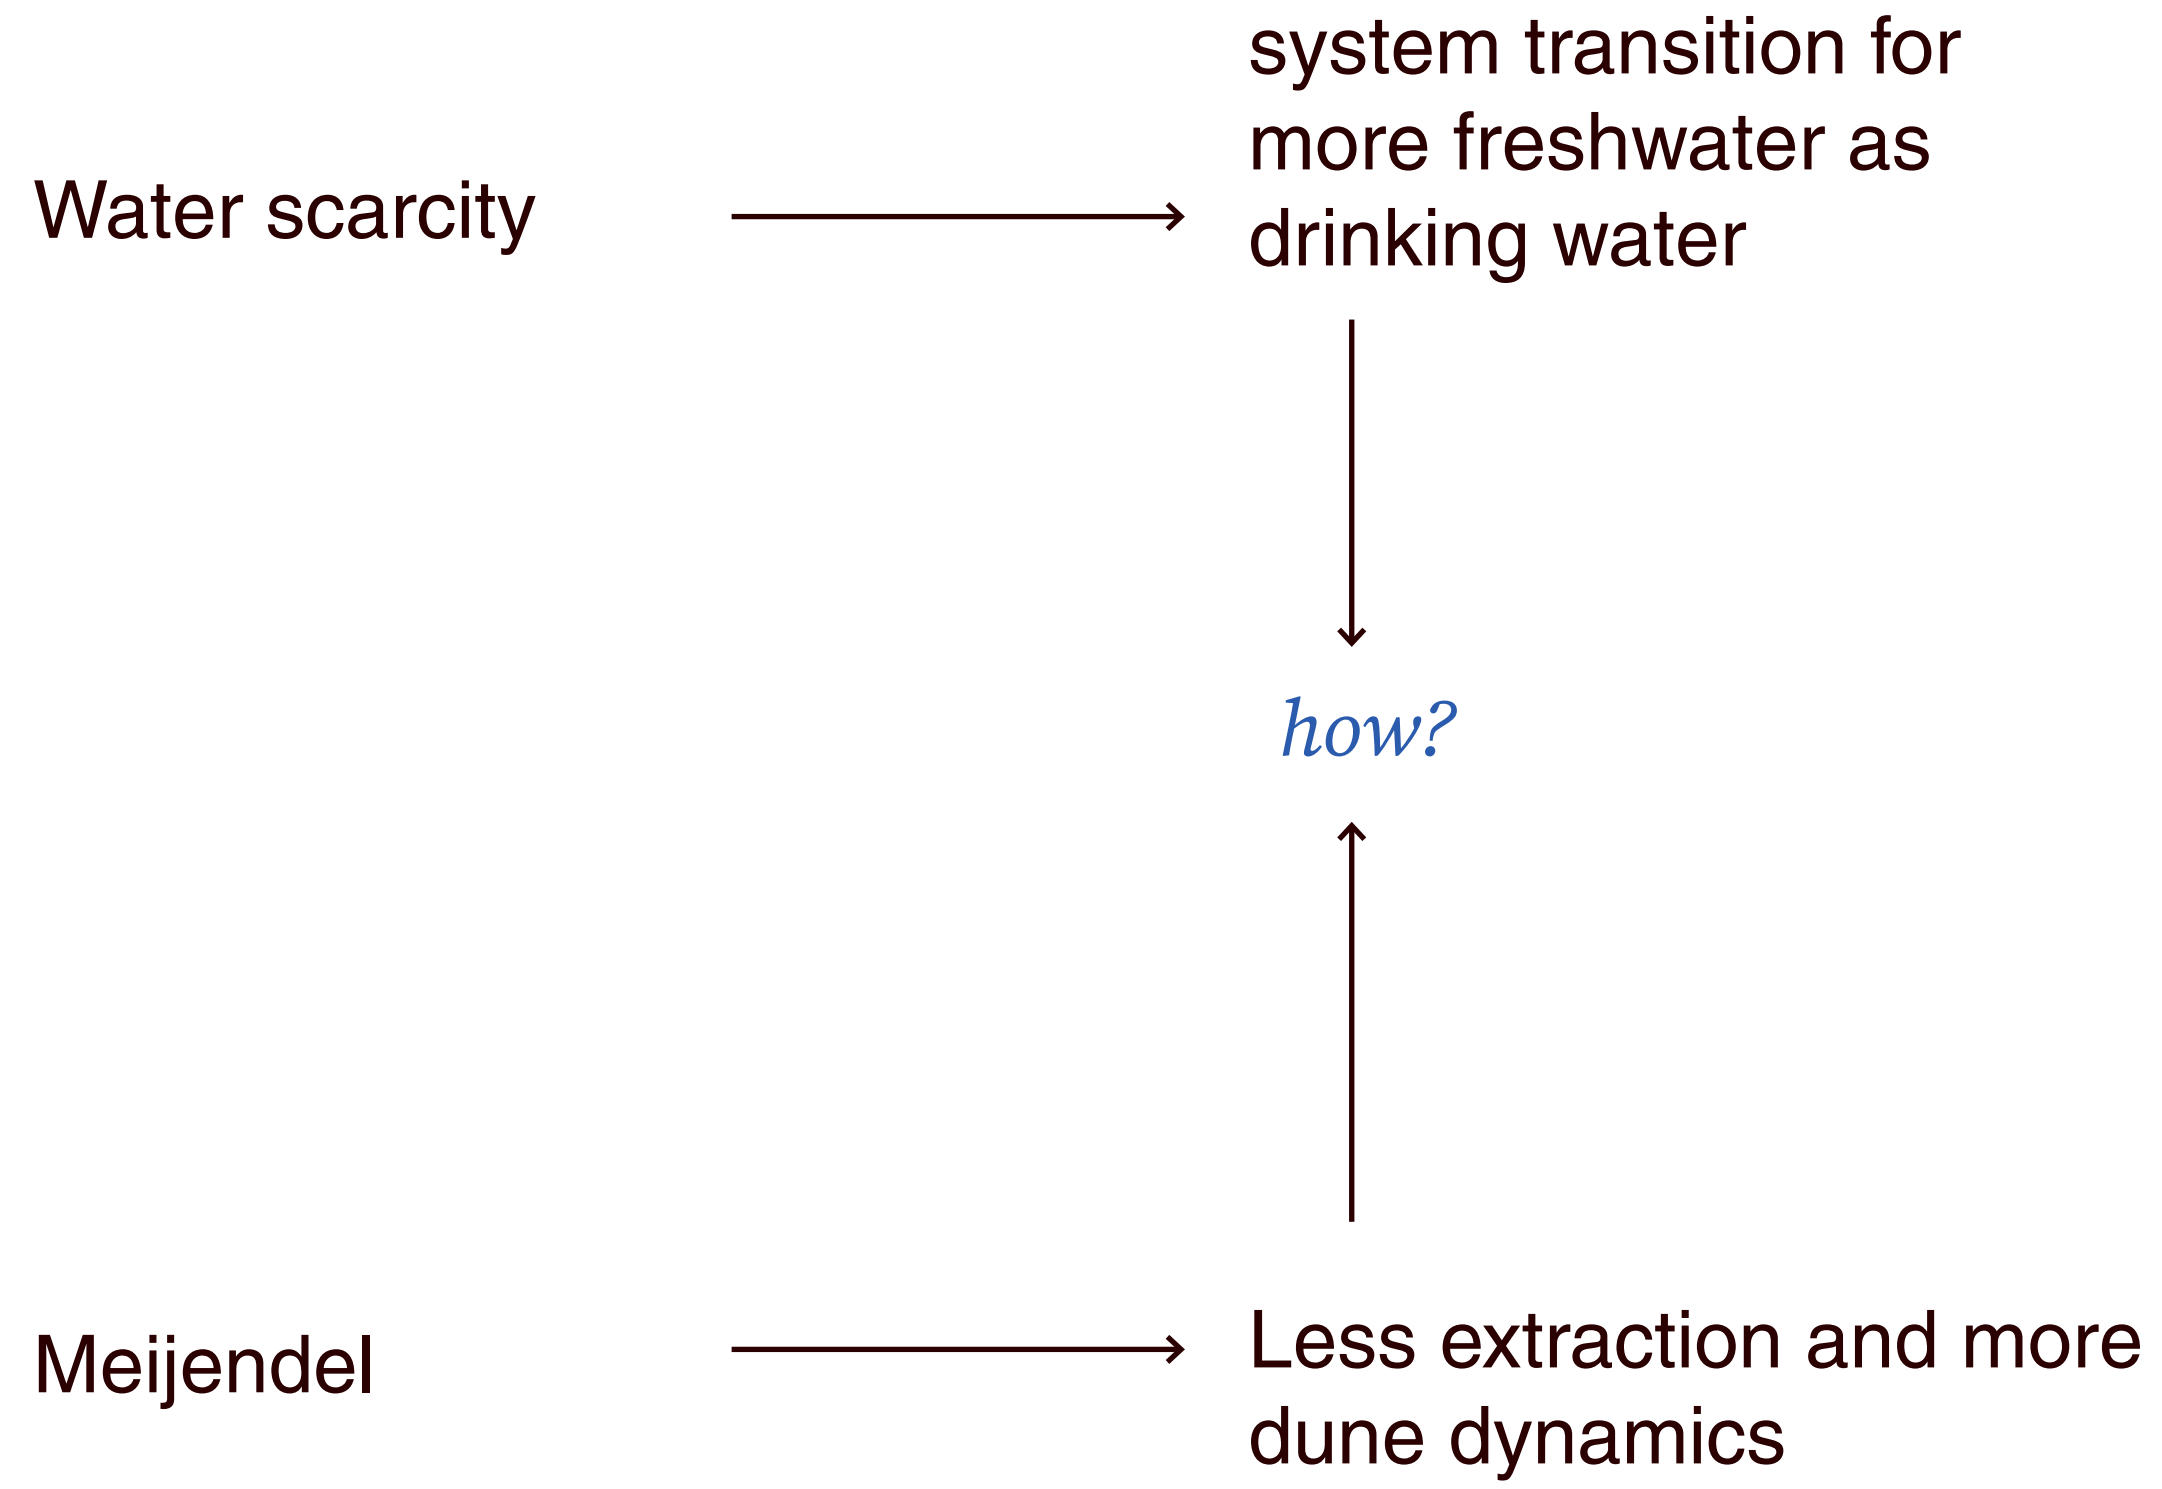 Water scarcity
system transition for
more freshwater as
drinking water
how?
Meijendel
Less extraction and more
dune dynamics